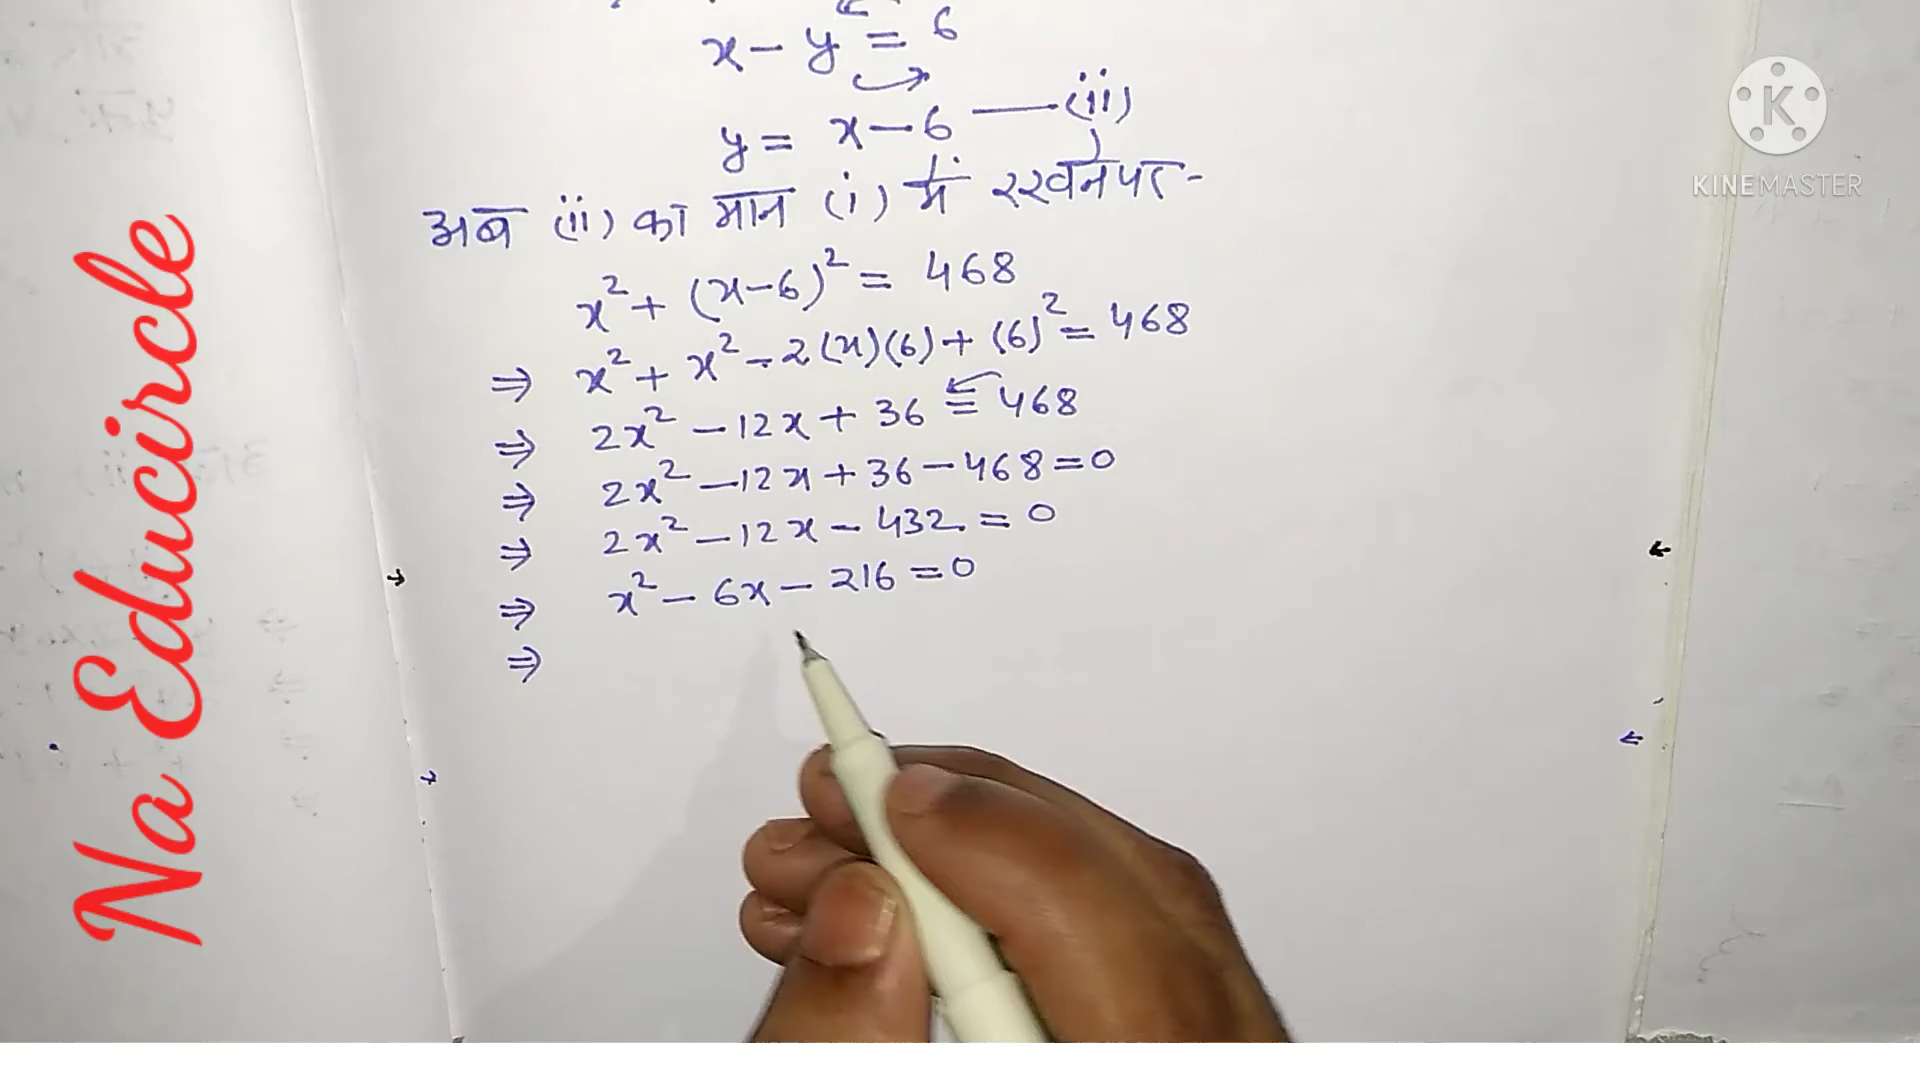 x - y = 6
y = x - 6 —(ii)
अब (ii) का मान (i) में रखने पर -
x² + (x-6)² = 468
⇒ x² + x² - 2(x)(6) + (6)² = 468
⇒ 2x² - 12x + 36 = 468
⇒ 2x² - 12x + 36 - 468 = 0
⇒ 2x² - 12x - 432 = 0
⇒ x² - 6x - 216 = 0
⇒
Na Educircle
K
KINEMASTER